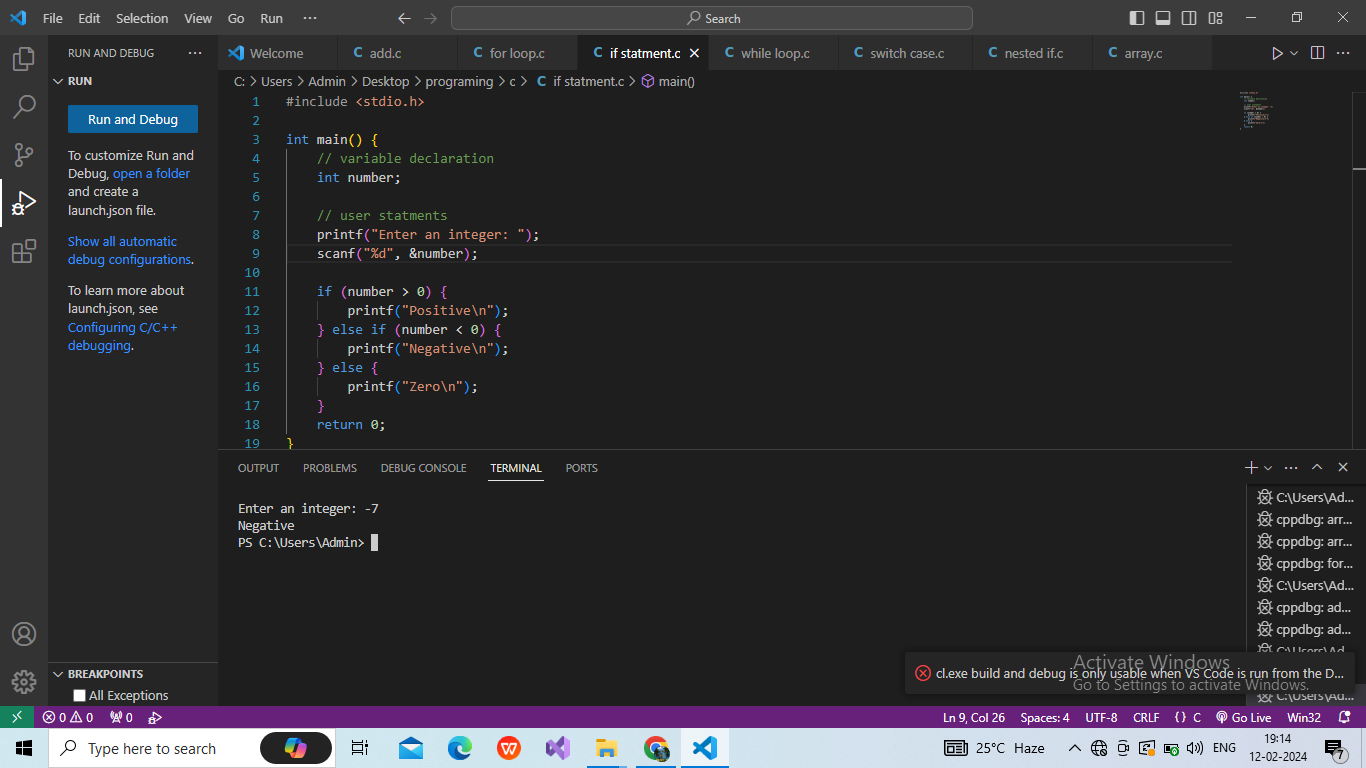 File Edit Selection View Go Run ··· Search
RUN AND DEBUG ···
Welcome add.c for loop.c if statment.c while loop.c switch case.c nested if.c array.c
RUN
Run and Debug
To customize Run and
Debug, open a folder
and create a
launch.json file.
Show all automatic
debug configurations.
To learn more about
launch.json, see
Configuring C/C++
debugging.
BREAKPOINTS
All Exceptions
C: > Users > Admin > Desktop > programing > c > C if statment.c > main()
1 #include <stdio.h>
2
3 int main() {
4 // variable declaration
5 int number;
6
7 // user statments
8 printf("Enter an integer: ");
9 scanf("%d", &number);
10
11 if (number > 0) {
12 printf("Positive\n");
13 } else if (number < 0) {
14 printf("Negative\n");
15 } else {
16 printf("Zero\n");
17 }
18 return 0;
19 }
OUTPUT PROBLEMS DEBUG CONSOLE TERMINAL PORTS
Enter an integer: -7
Negative
PS C:\Users\Admin>
C:\Users\Ad...
cppdbg: arr...
cppdbg: arr...
cppdbg: for...
C:\Users\Ad...
cppdbg: ad...
cppdbg: ad...
C:\Users\Ad...
Activate Windows
cl.exe build and debug is only usable when VS Code is run from the D...
Go to Settings to activate Windows.
C:\Users\Ad...
0 0 0 Ln 9, Col 26 Spaces: 4 UTF-8 CRLF {} C Go Live Win32
Type here to search 25°C Haze ENG 19:14
12-02-2024 7